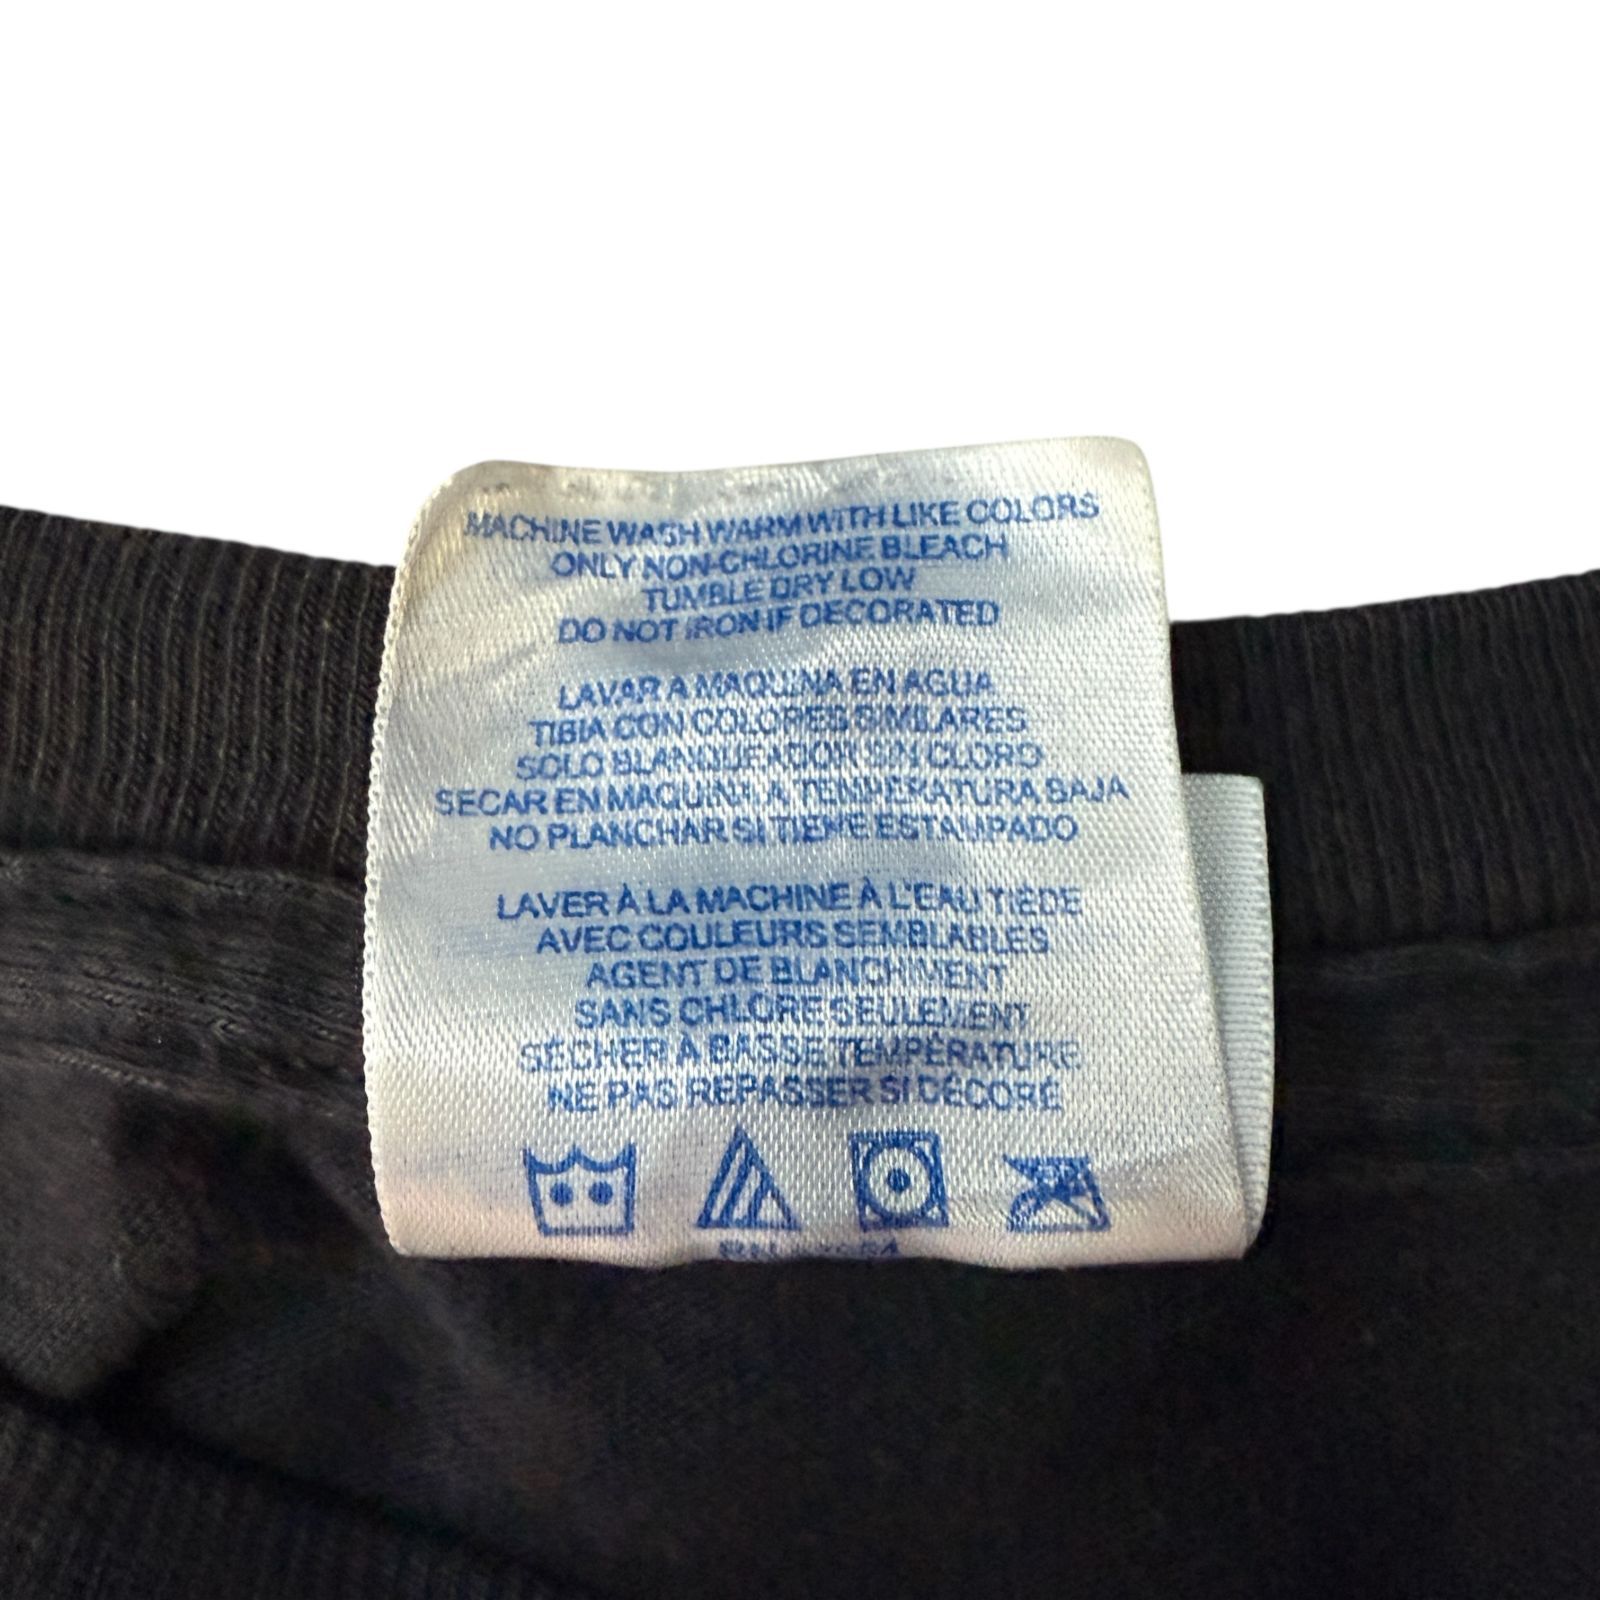 MACHINE WASH WARM WITH LIKE COLORS
ONLY NON-CHLORINE BLEACH
TUMBLE DRY LOW
DO NOT IRON IF DECORATED
LAVAR A MAQUINA EN AGUA
TIBIA CON COLORES SIMILARES
SOLO BLANQUEADOR SIN CLORO
SECAR EN MAQUINA A TEMPERATURA BAJA
NO PLANCHAR SI TIENE ESTAMPADO
LAVER À LA MACHINE À L'EAU TIÈDE
AVEC COULEURS SEMBLABLES
AGENT DE BLANCHIMENT
SANS CHLORE SEULEMENT
SÉCHER À BASSE TEMPÉRATURE
NE PAS REPASSER SI DÉCORÉ